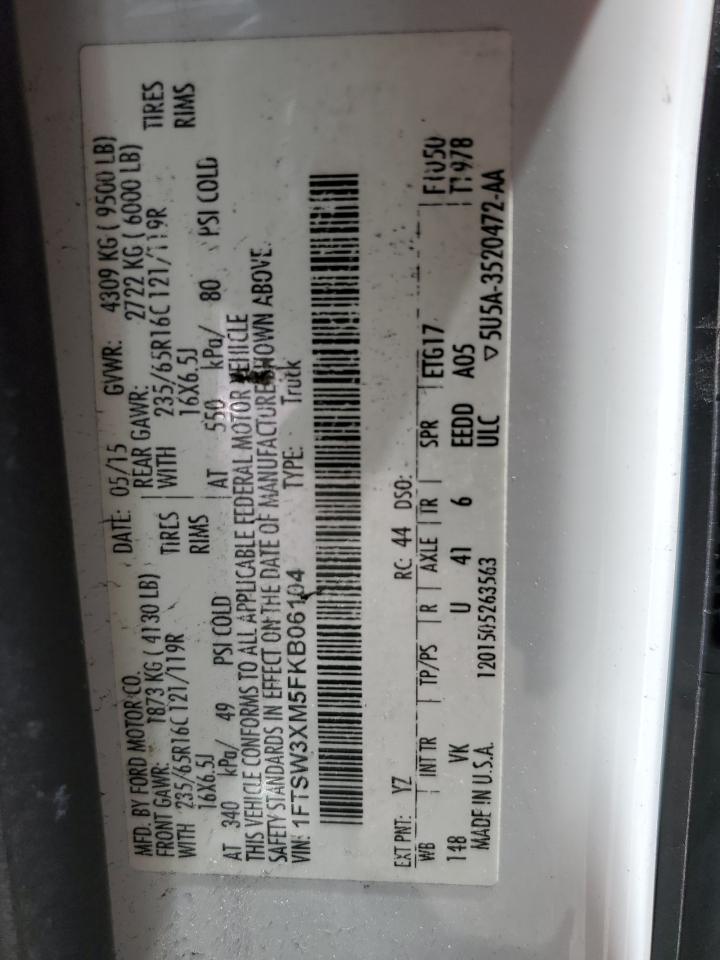 MFD. BY FORD MOTOR CO.
DATE: 05/15 GVWR: 4309 KG ( 9500 LB)
FRONT GAWR: 1873 KG ( 4130 LB) REAR GAWR: 2722 KG ( 6000 LB)
WITH 235/65R16C 121/119R TIRES WITH 235/65R16C 121/119R TIRES
16X6.5J RIMS 16X6.5J RIMS
AT 340 kPa/ 49 PSI COLD AT 550 kPa/ 80 PSI COLD
THIS VEHICLE CONFORMS TO ALL APPLICABLE FEDERAL MOTOR VEHICLE
SAFETY STANDARDS IN EFFECT ON THE DATE OF MANUFACTURE SHOWN ABOVE.
VIN: 1FTSW3XM5FKB06104 TYPE: Truck
EXT PNT: YZ RC: 44 DSO: F1050
WB INT TR TP/PS R AXLE TR SPR ETG17 T1978
148 VK U 41 6 EEDD A05
MADE IN U.S.A. 1201505263563 ULC ▽5U5A-3520472-AA